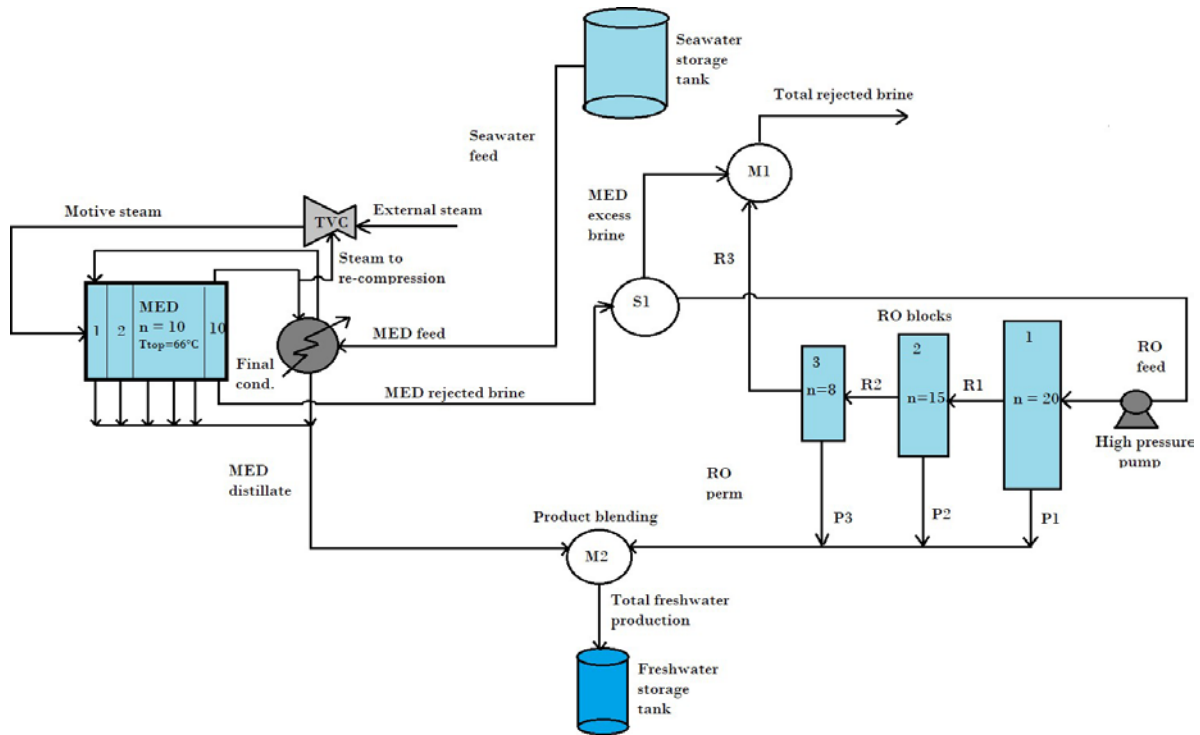 Seawater
storage
tank
Total rejected brine
Seawater
feed
M1
MED
excess
brine
Motive steam
External steam
TVC
Steam to
re-compression
R3
S1
MED
n = 10
Ttop=66°C
1
2
10
MED feed
Final
cond.
MED rejected brine
RO blocks
1
2
3
n=8
R2
n=15
R1
n = 20
RO
feed
High pressure
pump
MED
distillate
RO
perm
P3
P2
P1
Product blending
M2
Total freshwater
production
Freshwater
storage
tank